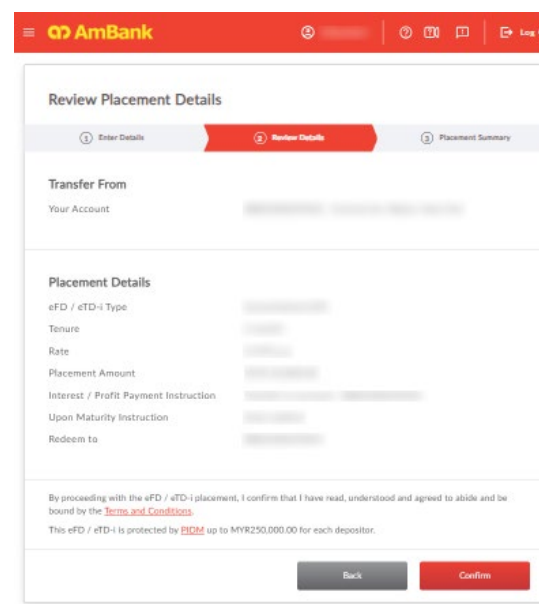 AmBank
Log
Review Placement Details
1 Enter Details
2 Review Details
3 Placement Summary
Transfer From
Your Account
Placement Details
eFD / eTD-i Type
Tenure
Rate
Placement Amount
Interest / Profit Payment Instruction
Upon Maturity Instruction
Redeem to
By proceeding with the eFD / eTD-i placement, I confirm that I have read, understood and agreed to abide and be
bound by the Terms and Conditions.
This eFD / eTD-i is protected by PIDM up to MYR250,000.00 for each depositor.
Back
Confirm